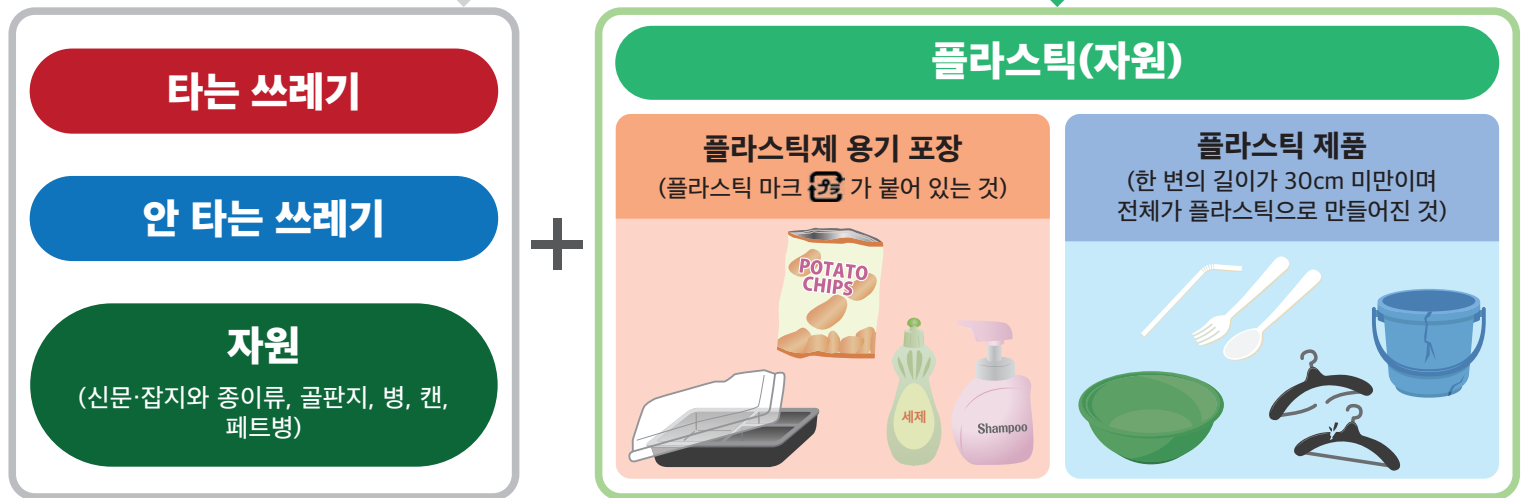 타는 쓰레기
안 타는 쓰레기
자원
(신문·잡지와 종이류, 골판지, 병, 캔,
페트병)
+
플라스틱(자원)
플라스틱제 용기 포장
(플라스틱 마크 プラ 가 붙어 있는 것)
POTATO
CHIPS
세제
Shampoo
플라스틱 제품
(한 변의 길이가 30cm 미만이며
전체가 플라스틱으로 만들어진 것)